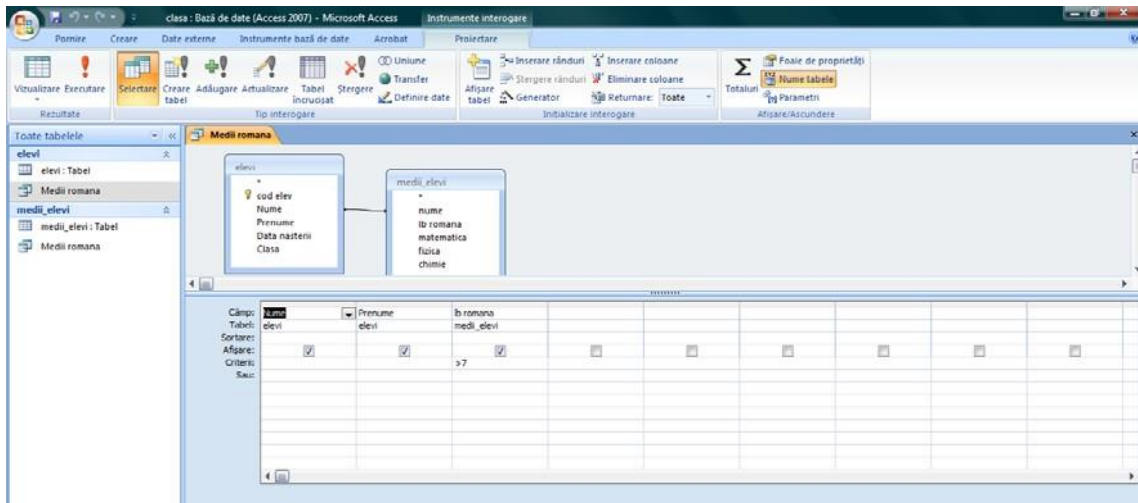 clasa : Bază de date (Access 2007) - Microsoft Access Instrumente interogare
Pornire Creare Date externe Instrumente bază de date Acrobat Proiectare
Vizualizare Executare Selectare Creare tabel Adăugare Actualizare Tabel încrucișat Ștergere
Uniune
Transfer
Definire date
Afișare tabel
Inserare rânduri
Ștergere rânduri
Generator
Inserare coloane
Eliminare coloane
Returnare: Toate
Totaluri
Foaie de proprietăți
Nume tabele
Parametri
Rezultate Tip interogare Inițializare interogare Afișare/Ascundere
Toate tabelele
elevi
elevi : Tabel
Medii romana
medii_elevi
medii_elevi : Tabel
Medii romana
Medii romana
elevi
*
cod elev
Nume
Prenume
Data nasterii
Clasa
medii_elevi
*
nume
lb romana
matematica
fizica
chimie
Câmp: Nume Prenume lb romana
Tabel: elevi elevi medii_elevi
Sortare:
Afișare:
Criterii: >7
Sau: